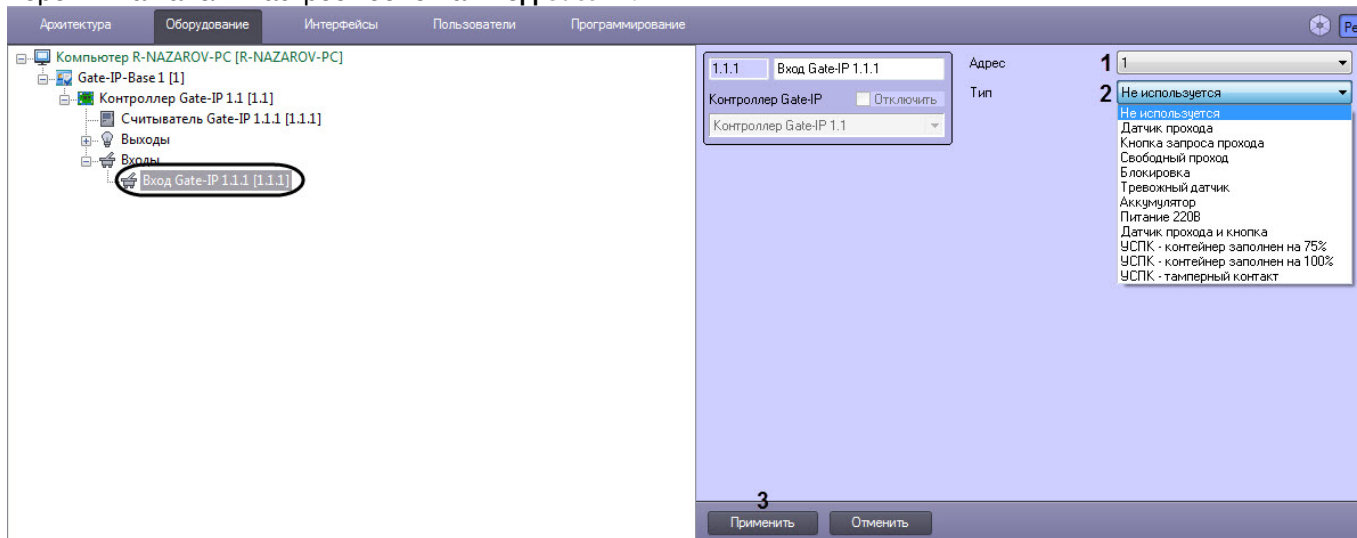 Архитектура Оборудование Интерфейсы Пользователи Программирование
Компьютер R-NAZAROV-PC [R-NAZAROV-PC]
Gate-IP-Base 1 [1]
Контроллер Gate-IP 1.1 [1.1]
Считыватель Gate-IP 1.1.1 [1.1.1]
Выходы
Входы
Вход Gate-IP 1.1.1 [1.1.1]
1.1.1 Вход Gate-IP 1.1.1
Контроллер Gate-IP Отключить
Контроллер Gate-IP 1.1
Адрес 1 1
Тип 2 Не используется
Не используется
Датчик прохода
Кнопка запроса прохода
Свободный проход
Блокировка
Тревожный датчик
Аккумулятор
Питание 220В
Датчик прохода и кнопка
УСПК - контейнер заполнен на 75%
УСПК - контейнер заполнен на 100%
УСПК - тамперный контакт
3
Применить Отменить